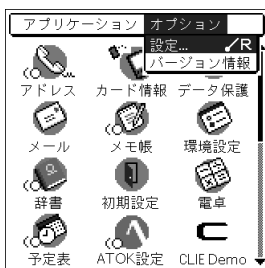 アプリケーション オプション
設定... ／R
バージョン情報
アドレス カード情報 データ保護
メール メモ帳 環境設定
辞書 初期設定 電卓
予定表 ATOK設定 CLIE Demo